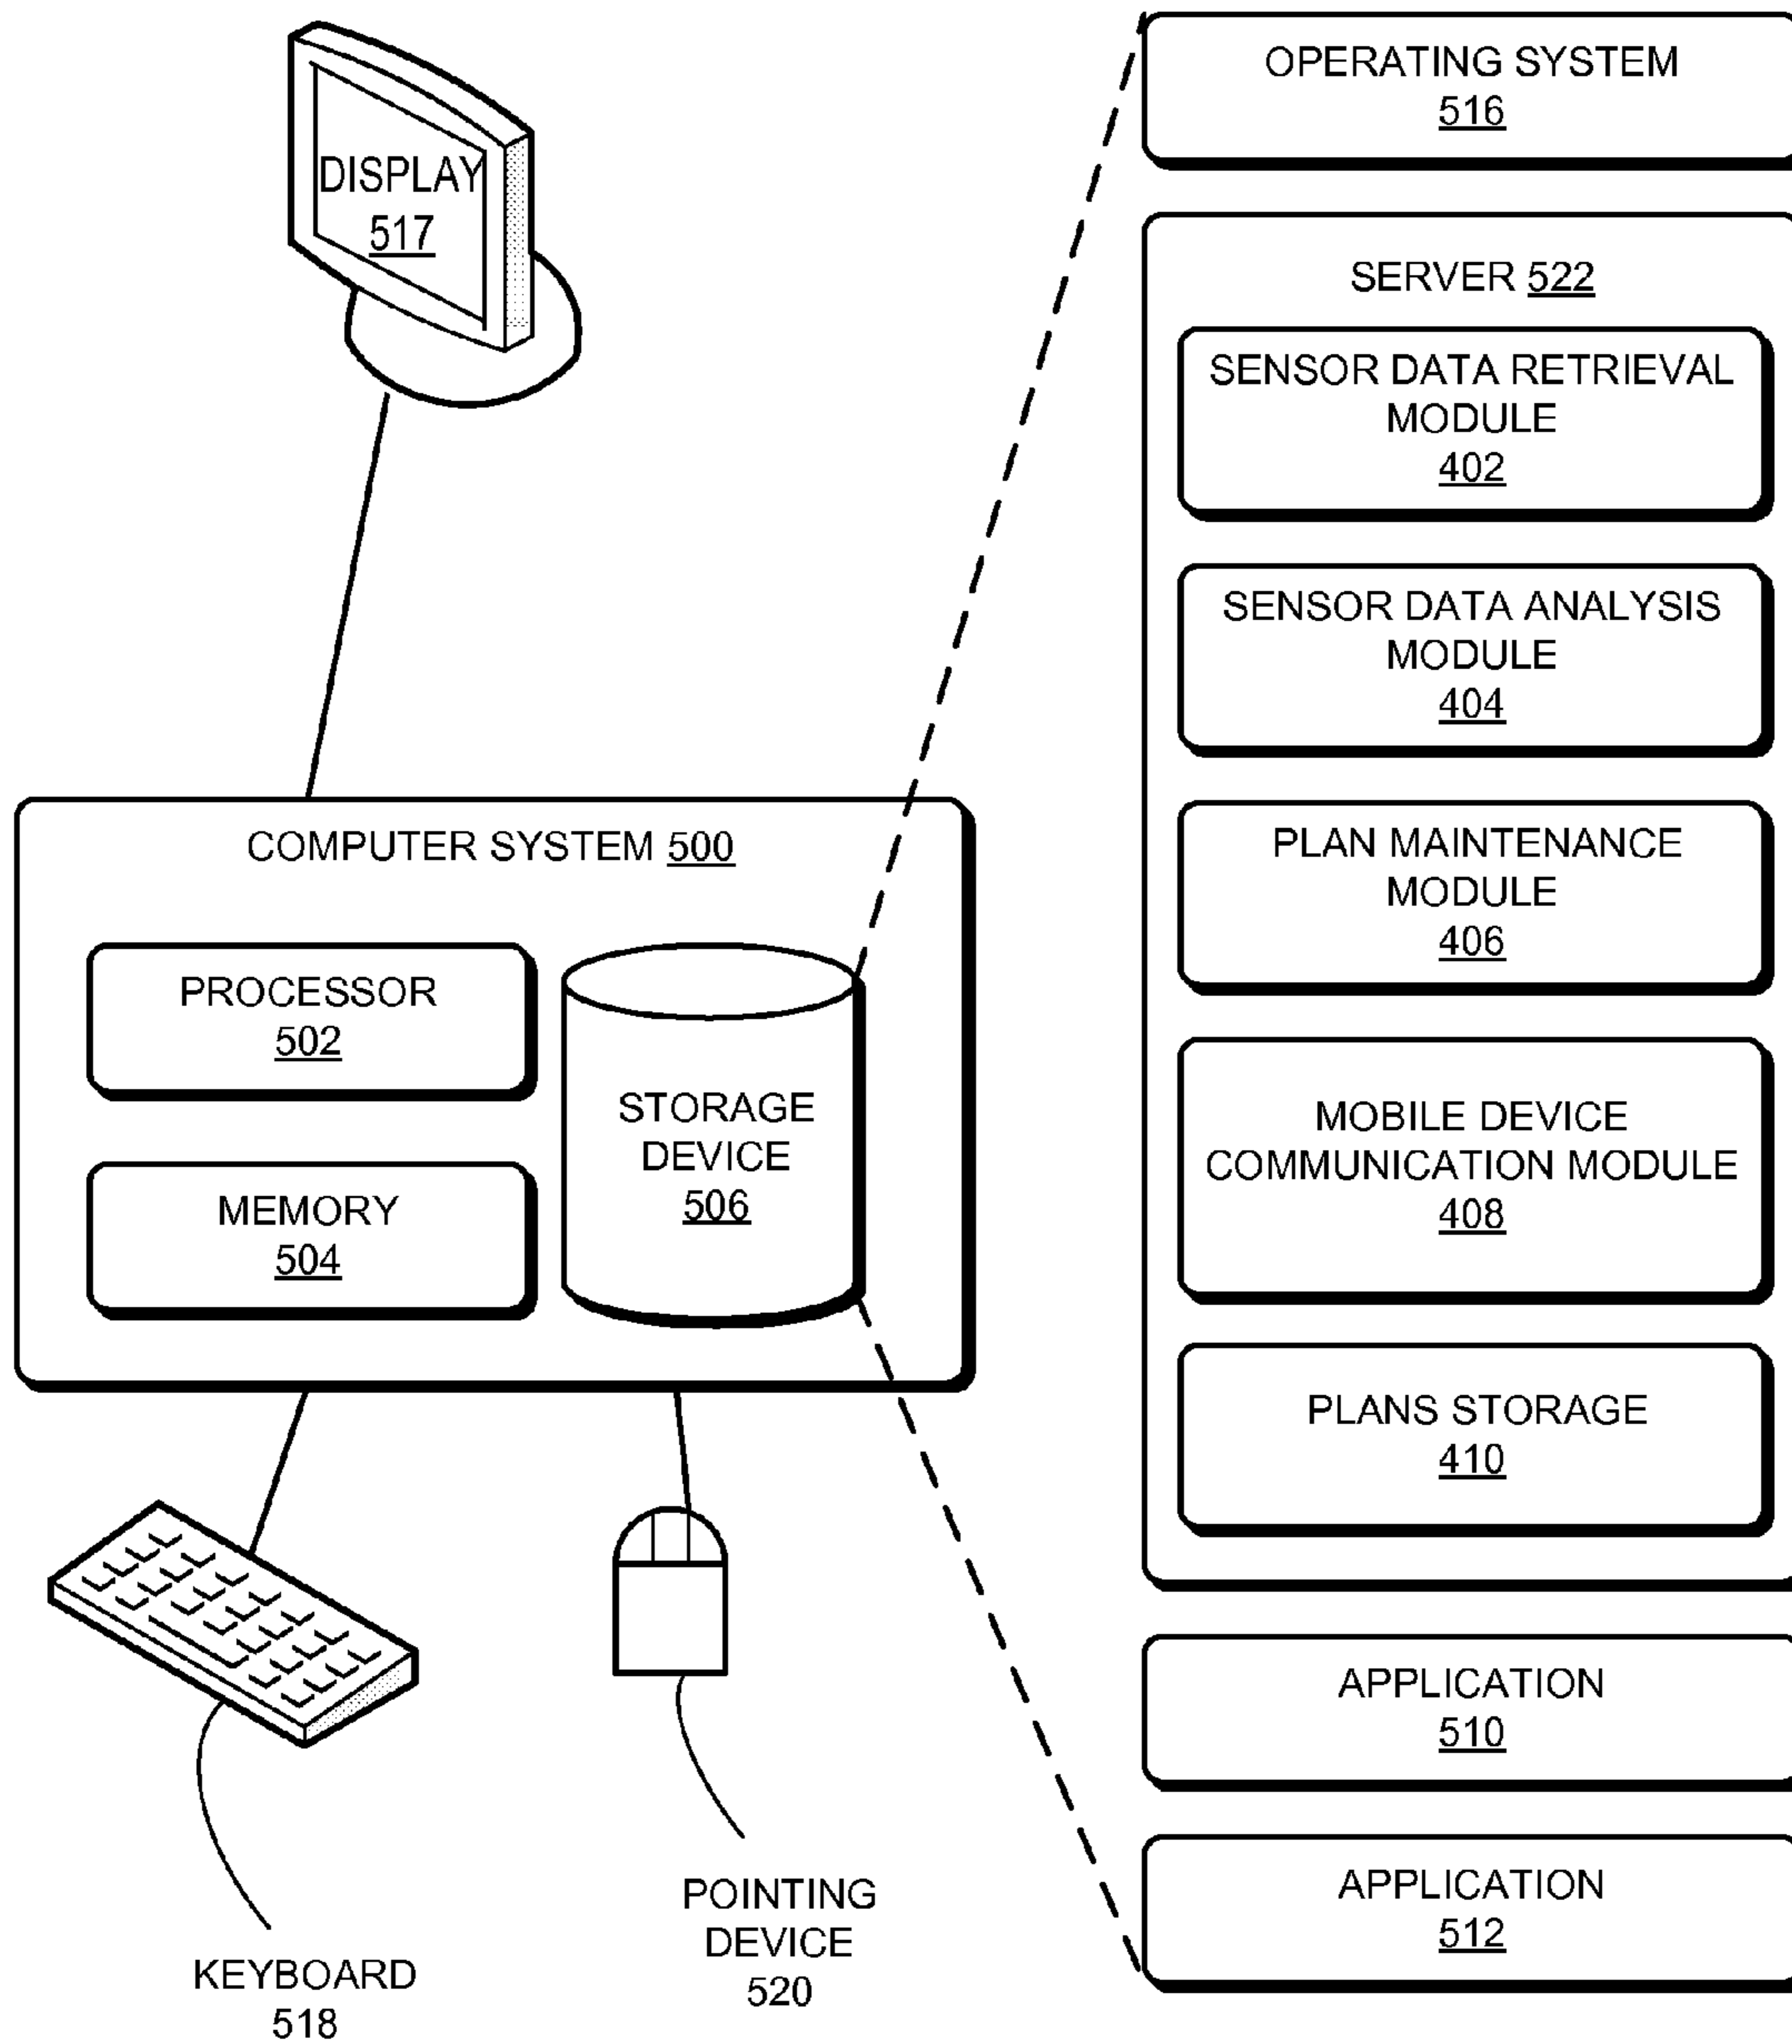 DISPLAY
517
COMPUTER SYSTEM 500
PROCESSOR
502
MEMORY
504
STORAGE
DEVICE
506
KEYBOARD
518
POINTING
DEVICE
520
OPERATING SYSTEM
516
SERVER 522
SENSOR DATA RETRIEVAL
MODULE
402
SENSOR DATA ANALYSIS
MODULE
404
PLAN MAINTENANCE
MODULE
406
MOBILE DEVICE
COMMUNICATION MODULE
408
PLANS STORAGE
410
APPLICATION
510
APPLICATION
512